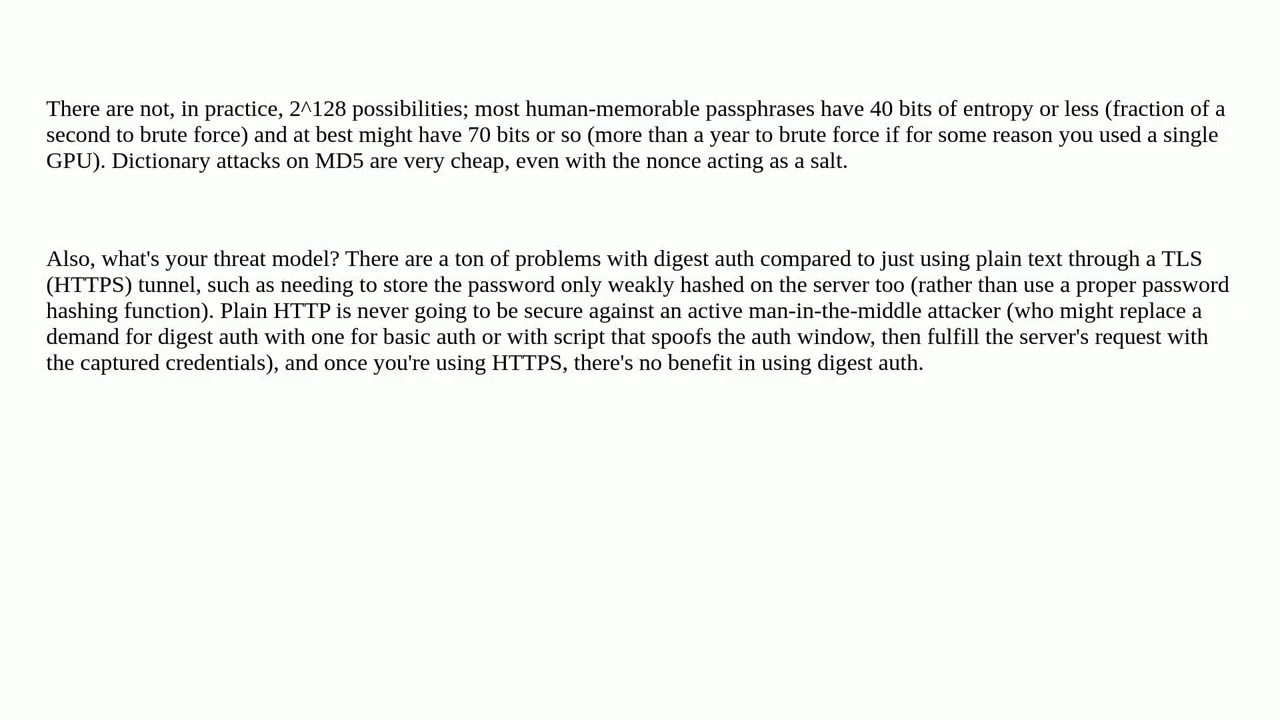 There are not, in practice, 2^128 possibilities; most human-memorable passphrases have 40 bits of entropy or less (fraction of a
second to brute force) and at best might have 70 bits or so (more than a year to brute force if for some reason you used a single
GPU). Dictionary attacks on MD5 are very cheap, even with the nonce acting as a salt.
Also, what's your threat model? There are a ton of problems with digest auth compared to just using plain text through a TLS
(HTTPS) tunnel, such as needing to store the password only weakly hashed on the server too (rather than use a proper password
hashing function). Plain HTTP is never going to be secure against an active man-in-the-middle attacker (who might replace a
demand for digest auth with one for basic auth or with script that spoofs the auth window, then fulfill the server's request with
the captured credentials), and once you're using HTTPS, there's no benefit in using digest auth.